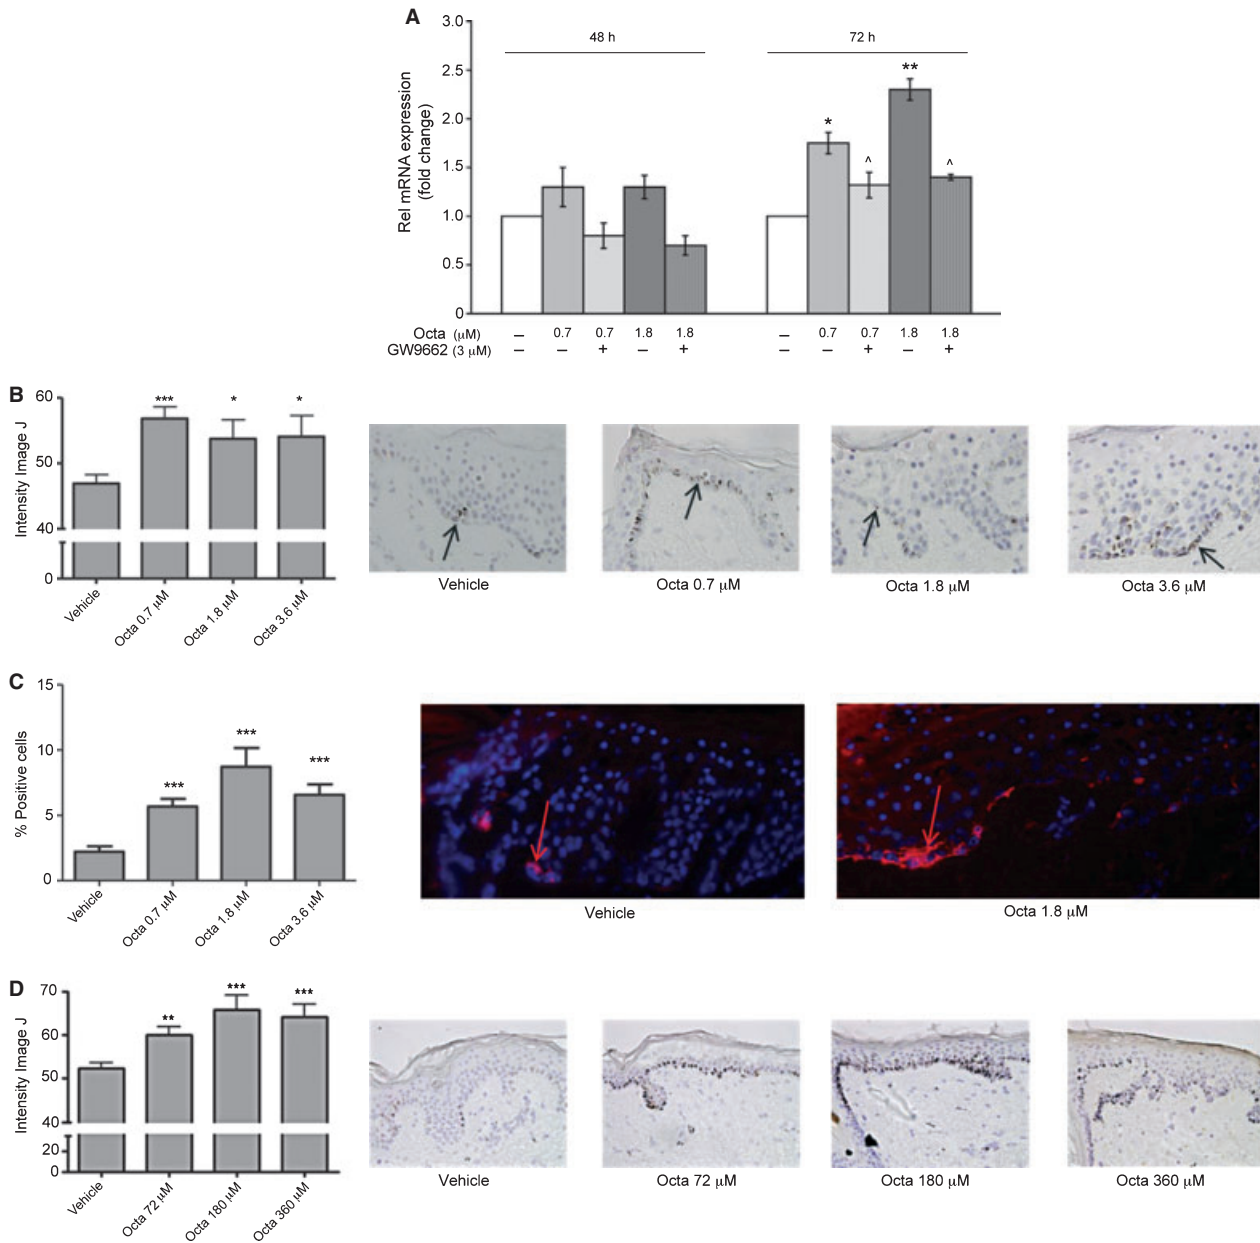 A
3.0
48 h
72 h
2.5
**
2.0
*
^
^
1.5
1.0
0.5
0
Rel mRNA expression
(fold change)
Octa (μM) – 0.7 0.7 1.8 1.8 – 0.7 0.7 1.8 1.8
GW9662 (3 μM) – – + – + – – + – +
B
60
50
40
0
Intensity Image J
*** * *
Vehicle
Octa 0.7 μM
Octa 1.8 μM
Octa 3.6 μM
Vehicle
Octa 0.7 μM
Octa 1.8 μM
Octa 3.6 μM
C
15
10
5
0
% Positive cells
*** *** ***
Vehicle
Octa 0.7 μM
Octa 1.8 μM
Octa 3.6 μM
Vehicle
Octa 1.8 μM
D
70
60
50
40
20
0
Intensity Image J
** *** ***
Vehicle
Octa 72 μM
Octa 180 μM
Octa 360 μM
Vehicle
Octa 72 μM
Octa 180 μM
Octa 360 μM